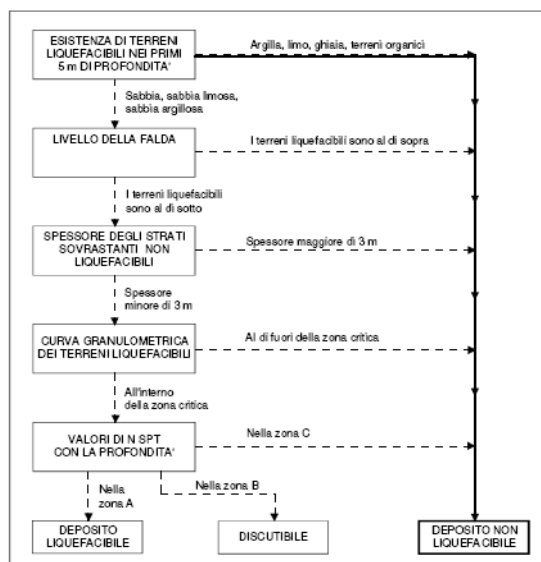 ESISTENZA DI TERRENI
LIQUEFACIBILI NEI PRIMI
5 m DI PROFONDITA'
Argilla, limo, ghiaia, terreni organici
Sabbia, sabbia limosa,
sabbia argillosa
LIVELLO DELLA FALDA
I terreni liquefacibili sono al di sopra
I terreni liquefacibili
sono al di sotto
SPESSORE DEGLI STRATI
SOVRASTANTI NON
LIQUEFACIBILI
Spessore maggiore di 3 m
Spessore
minore di 3 m
CURVA GRANULOMETRICA
DEI TERRENI LIQUEFACIBILI
Al di fuori della zona critica
All'interno
della zona critica
VALORI DI N SPT
CON LA PROFONDITA'
Nella zona C
Nella
zona A
Nella zona B
DEPOSITO
LIQUEFACIBILE
DISCUTIBILE
DEPOSITO NON
LIQUEFACIBILE